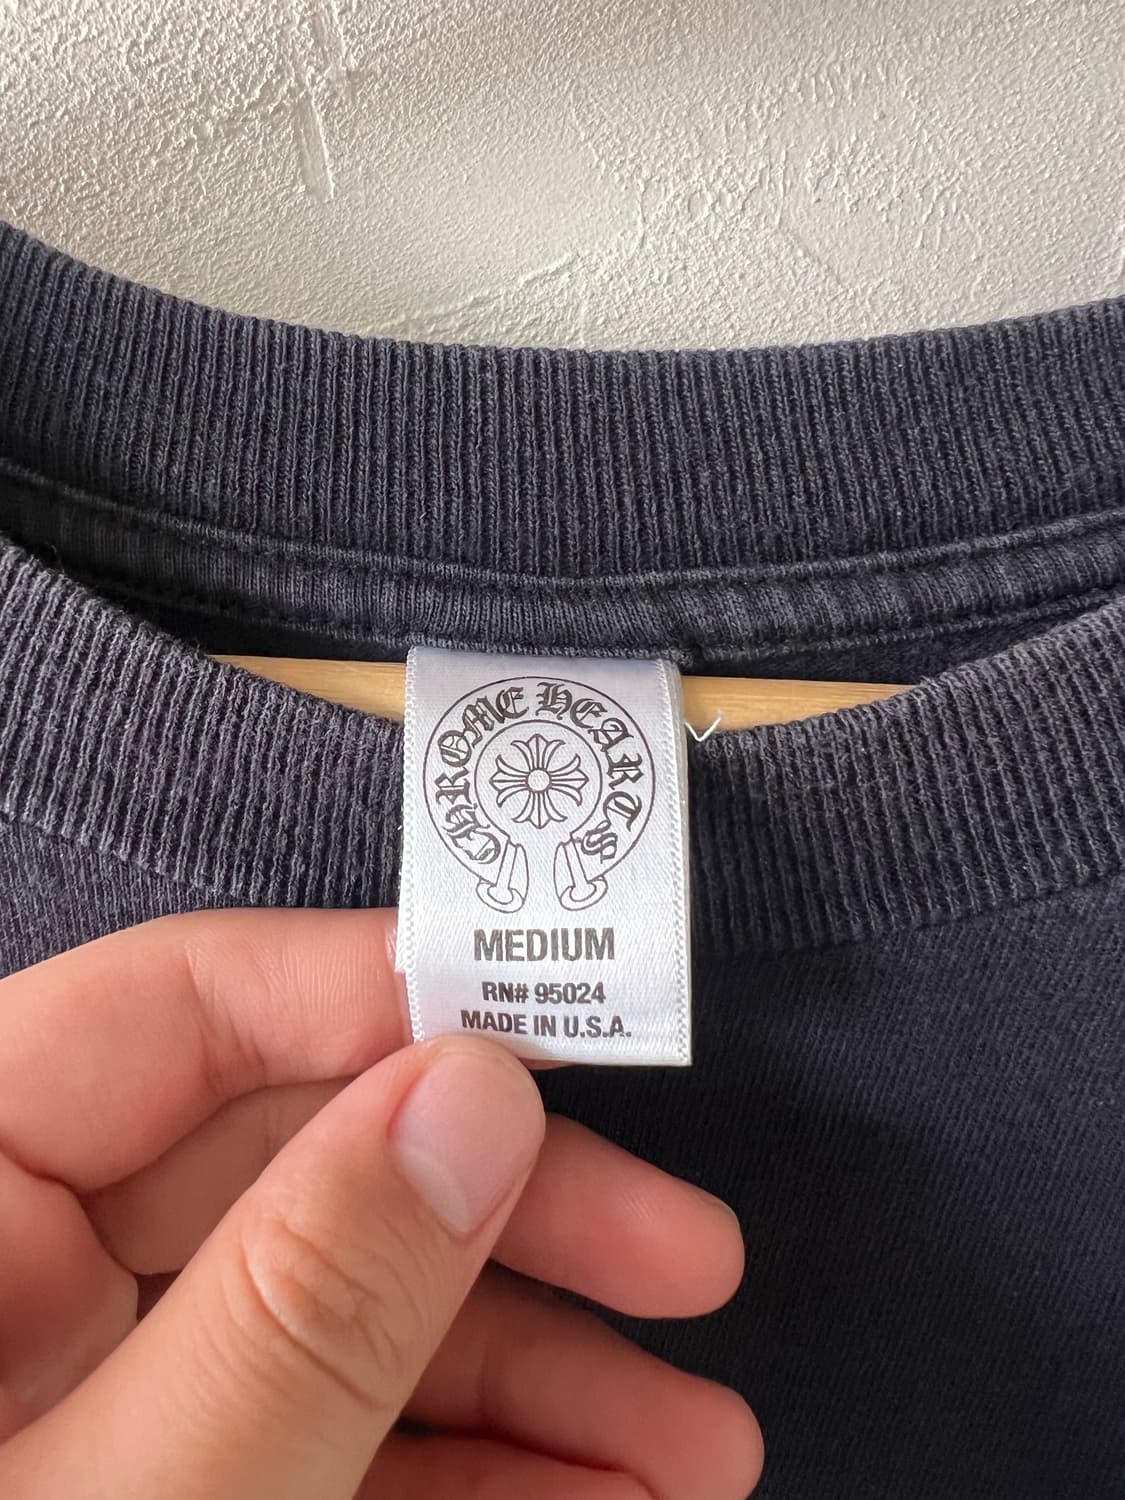 CHROME HEARTS
MEDIUM
RN# 95024
MADE IN U.S.A.